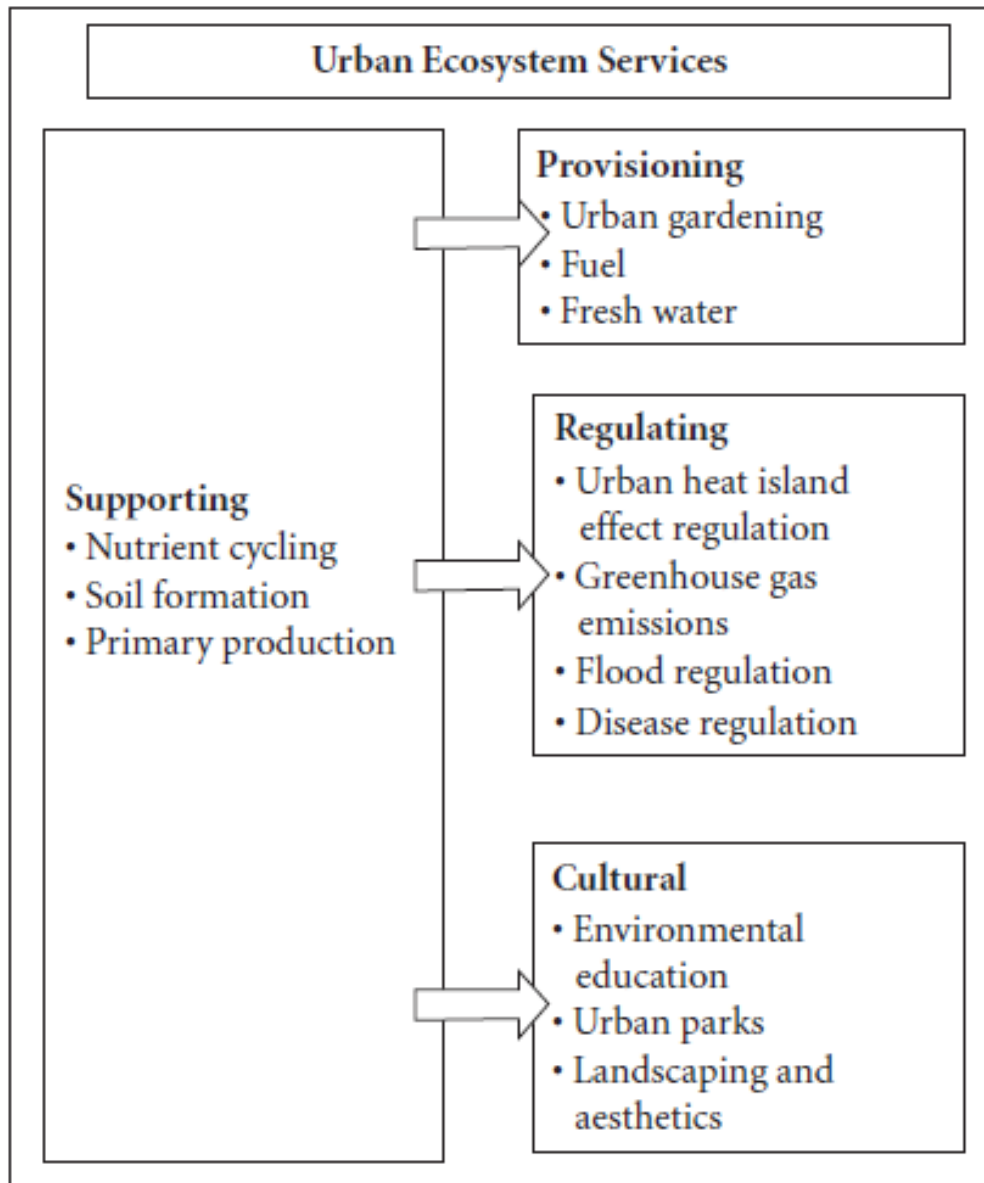 Urban Ecosystem Services
Supporting
• Nutrient cycling
• Soil formation
• Primary production
Provisioning
• Urban gardening
• Fuel
• Fresh water
Regulating
• Urban heat island
effect regulation
• Greenhouse gas
emissions
• Flood regulation
• Disease regulation
Cultural
• Environmental
education
• Urban parks
• Landscaping and
aesthetics